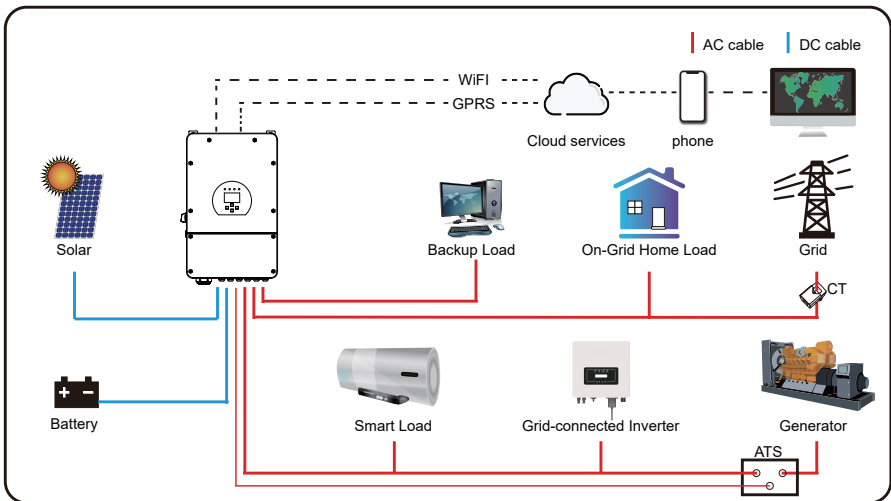 AC cable
DC cable
WiFI
GPRS
Cloud services
phone
Solar
Backup Load
On-Grid Home Load
Grid
CT
Battery
Smart Load
Grid-connected Inverter
Generator
ATS